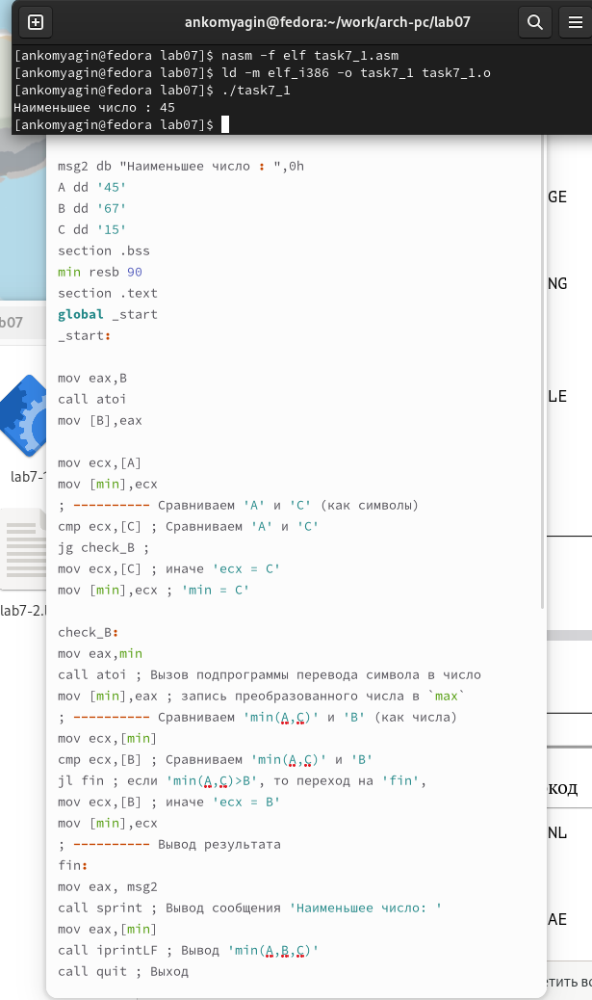 ankomyagin@fedora:~/work/arch-pc/lab07
[ankomyagin@fedora lab07]$ nasm -f elf task7_1.asm
[ankomyagin@fedora lab07]$ ld -m elf_i386 -o task7_1 task7_1.o
[ankomyagin@fedora lab07]$ ./task7_1
Наименьшее число : 45
[ankomyagin@fedora lab07]$
msg2 db "Наименьшее число : ",0h
A dd '45'
B dd '67'
C dd '15'
section .bss
min resb 90
section .text
global _start
_start:
mov eax,B
call atoi
mov [B],eax
mov ecx,[A]
mov [min],ecx
; ---------- Сравниваем 'A' и 'C' (как символы)
cmp ecx,[C] ; Сравниваем 'A' и 'C'
jg check_B ;
mov ecx,[C] ; иначе 'ecx = C'
mov [min],ecx ; 'min = C'
check_B:
mov eax,min
call atoi ; Вызов подпрограммы перевода символа в число
mov [min],eax ; запись преобразованного числа в `max`
; ---------- Сравниваем 'min(A,C)' и 'B' (как числа)
mov ecx,[min]
cmp ecx,[B] ; Сравниваем 'min(A,C)' и 'B'
jl fin ; если 'min(A,C)>B', то переход на 'fin',
mov ecx,[B] ; иначе 'ecx = B'
mov [min],ecx
; ---------- Вывод результата
fin:
mov eax, msg2
call sprint ; Вывод сообщения 'Наименьшее число: '
mov eax,[min]
call iprintLF ; Вывод 'min(A,B,C)'
call quit ; Выход
b07
lab7-1
lab7-2.l
GE
NG
LE
код
NL
AE
етить вс